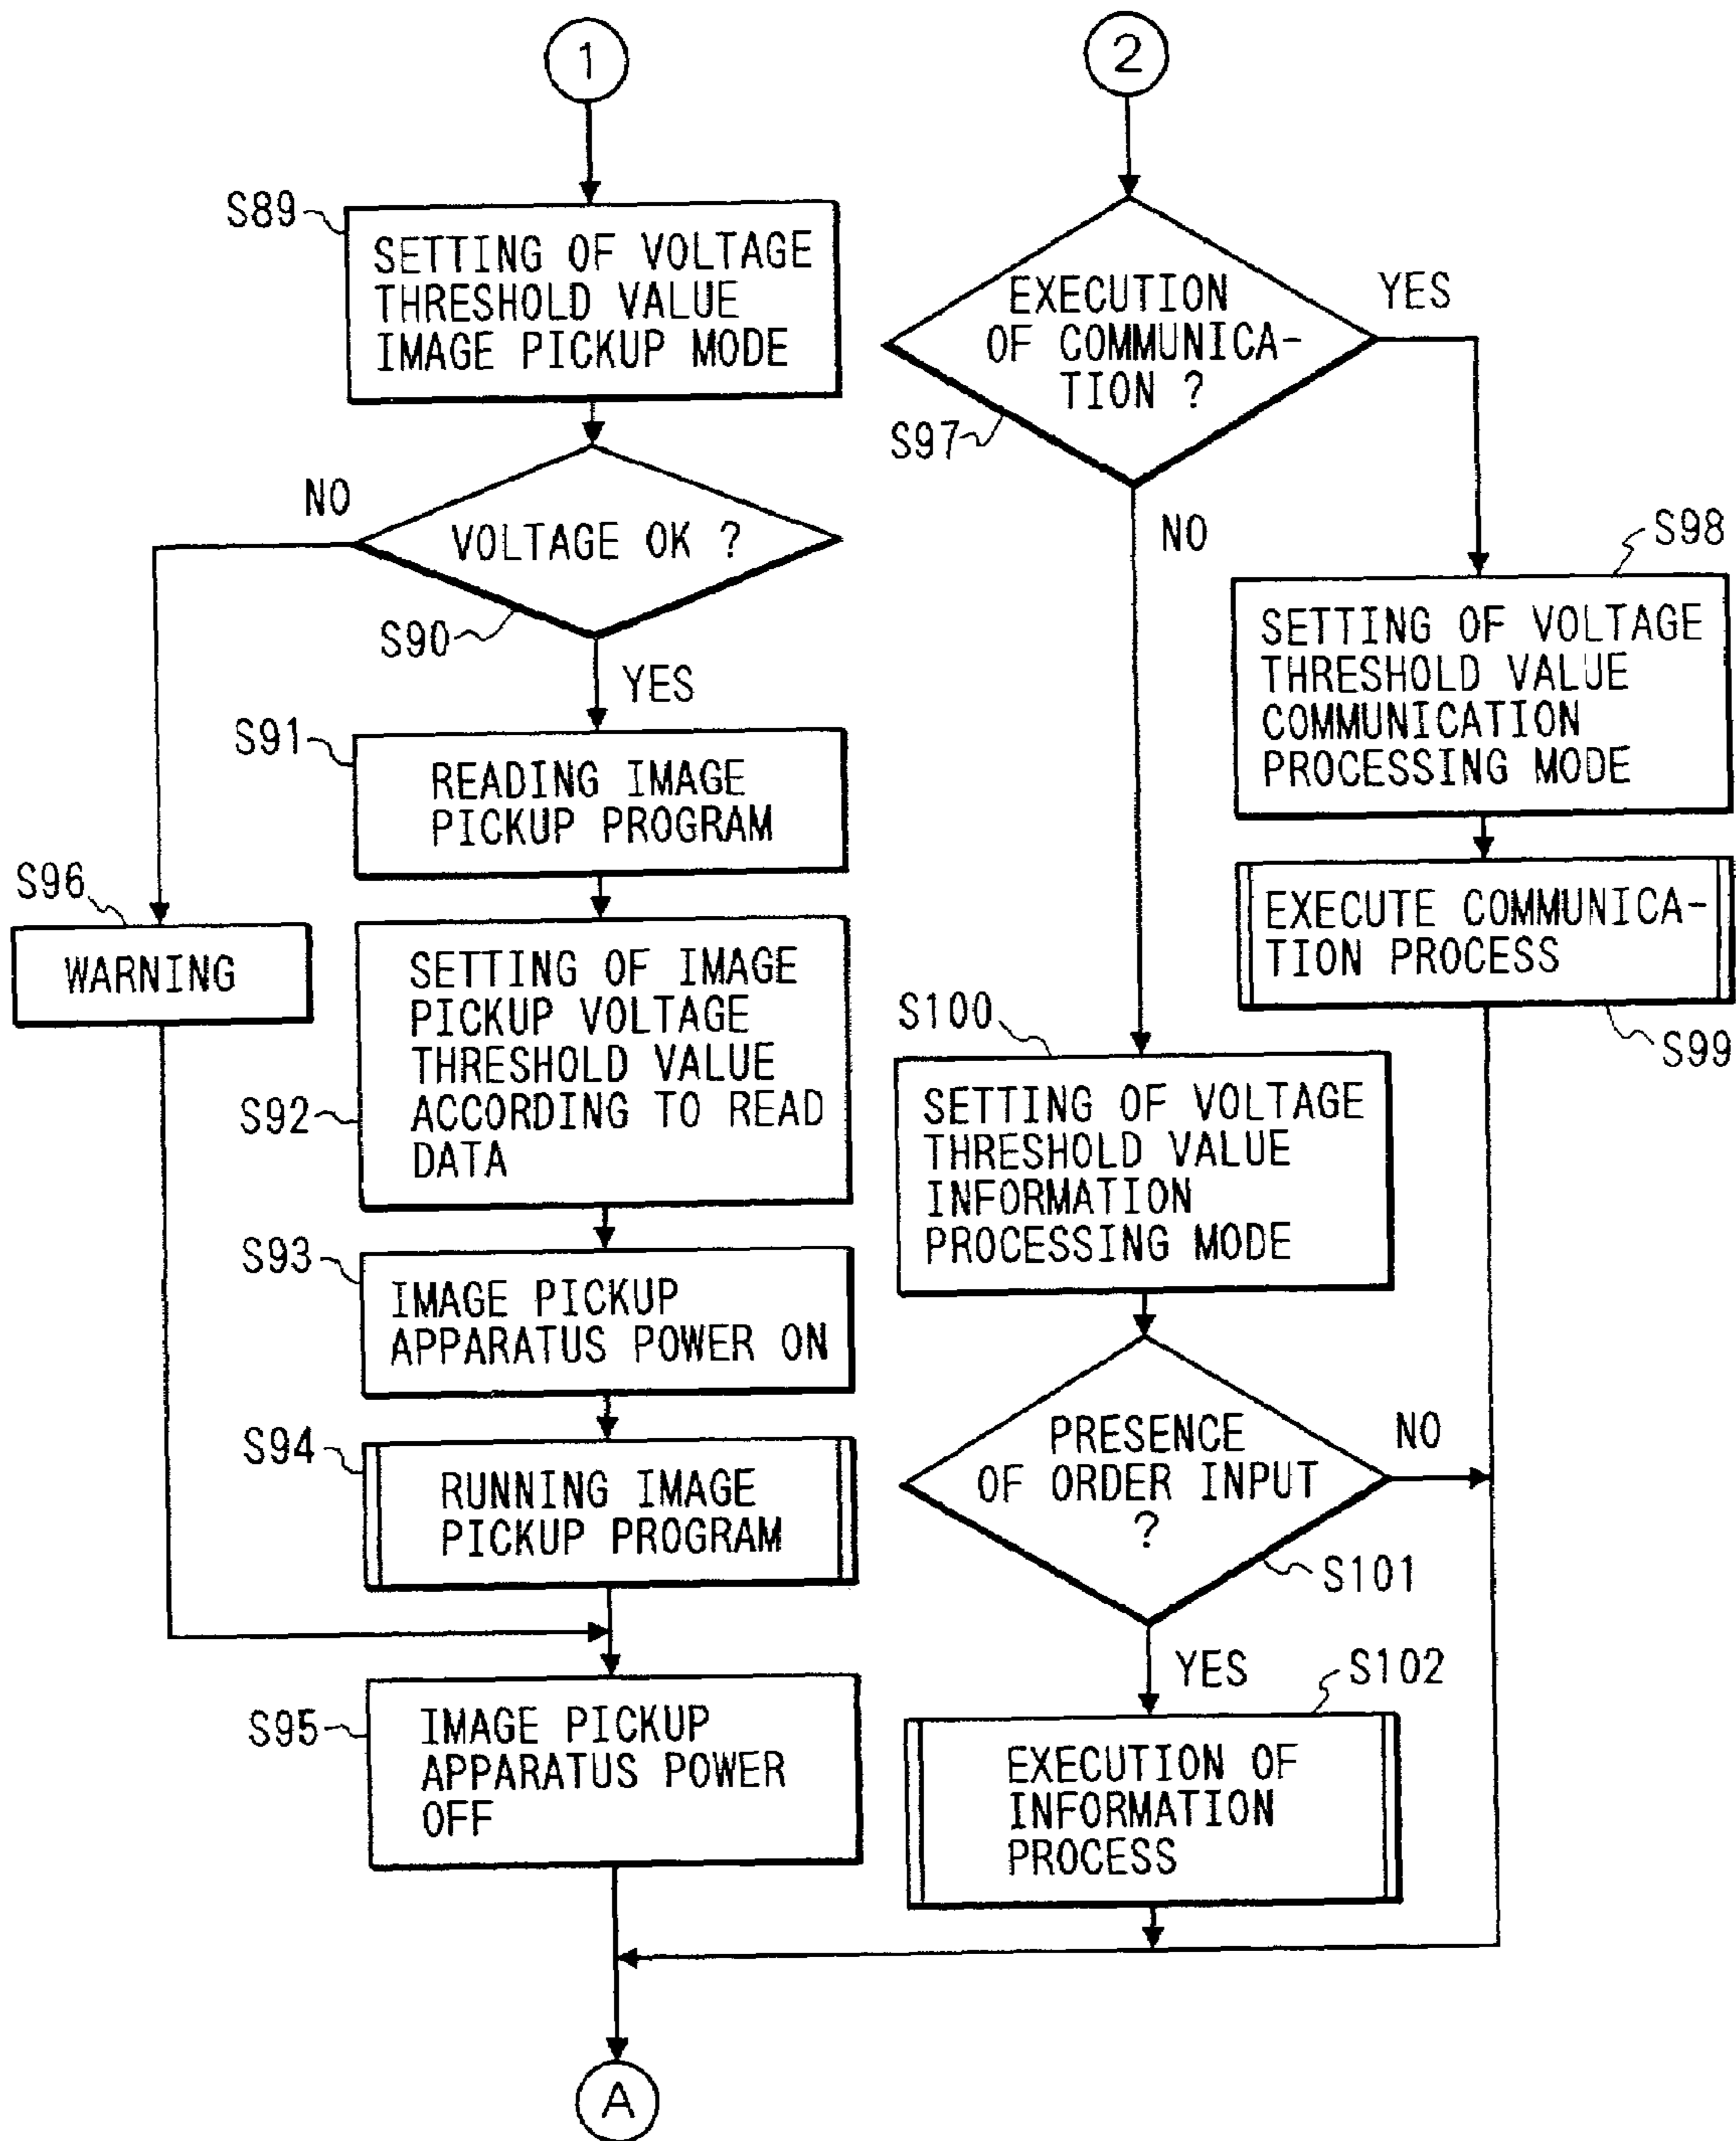 1
S89
SETTING OF VOLTAGE
THRESHOLD VALUE
IMAGE PICKUP MODE
NO
VOLTAGE OK ?
S90
YES
S91
READING IMAGE
PICKUP PROGRAM
S96
WARNING
S92
SETTING OF IMAGE
PICKUP VOLTAGE
THRESHOLD VALUE
ACCORDING TO READ
DATA
S93
IMAGE PICKUP
APPARATUS POWER ON
S94
RUNNING IMAGE
PICKUP PROGRAM
S95
IMAGE PICKUP
APPARATUS POWER
OFF
2
EXECUTION
OF COMMUNICA-
TION ?
YES
S97
NO
S98
SETTING OF VOLTAGE
THRESHOLD VALUE
COMMUNICATION
PROCESSING MODE
EXECUTE COMMUNICA-
TION PROCESS
S99
S100
SETTING OF VOLTAGE
THRESHOLD VALUE
INFORMATION
PROCESSING MODE
PRESENCE
OF ORDER INPUT
?
NO
S101
YES
S102
EXECUTION OF
INFORMATION
PROCESS
A